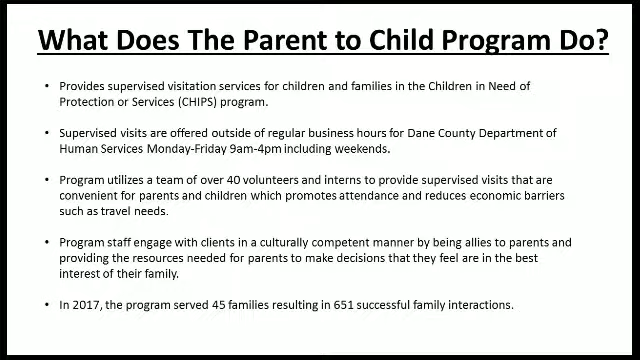 What Does The Parent to Child Program Do?
• Provides supervised visitation services for children and families in the Children in Need of
Protection or Services (CHIPS) program.
• Supervised visits are offered outside of regular business hours for Dane County Department of
Human Services Monday-Friday 9am-4pm including weekends.
• Program utilizes a team of over 40 volunteers and interns to provide supervised visits that are
convenient for parents and children which promotes attendance and reduces economic barriers
such as travel needs.
• Program staff engage with clients in a culturally competent manner by being allies to parents and
providing the resources needed for parents to make decisions that they feel are in the best
interest of their family.
• In 2017, the program served 45 families resulting in 651 successful family interactions.